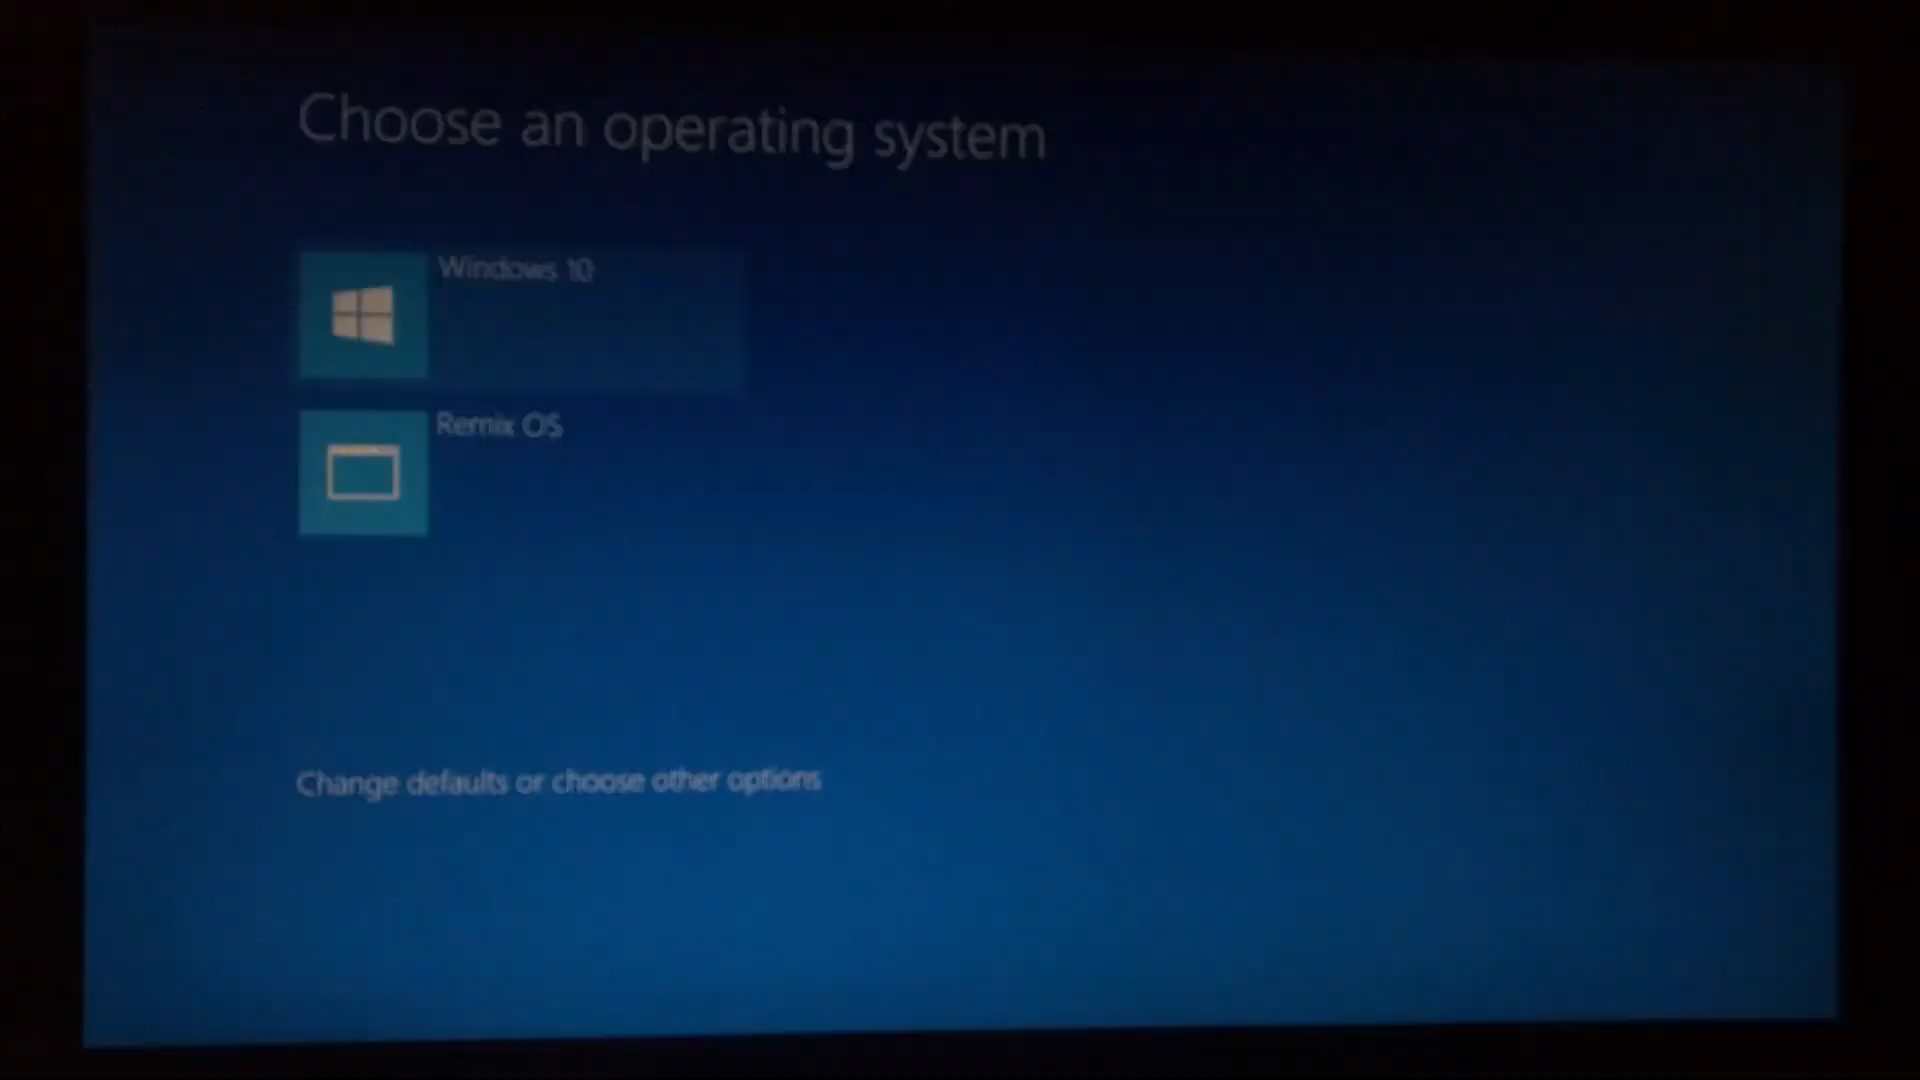 Choose an operating system
Windows 10
Remix OS
Change defaults or choose other options